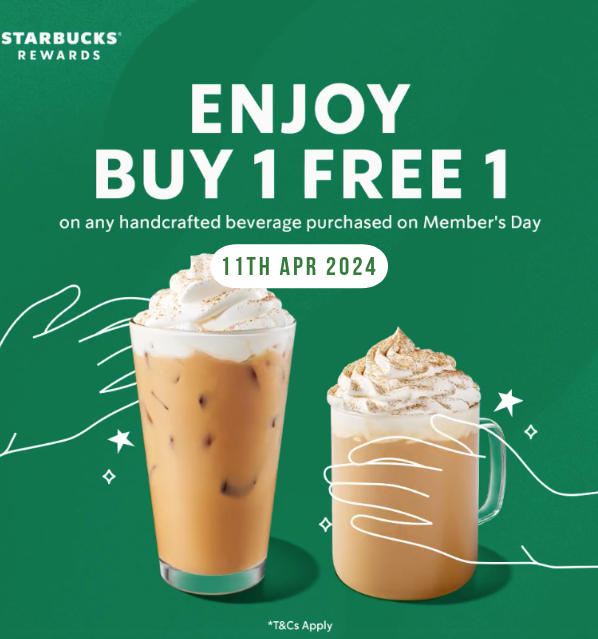 STARBUCKS®
REWARDS
ENJOY
BUY 1 FREE 1
on any handcrafted beverage purchased on Member's Day
11TH APR 2024
*T&Cs Apply